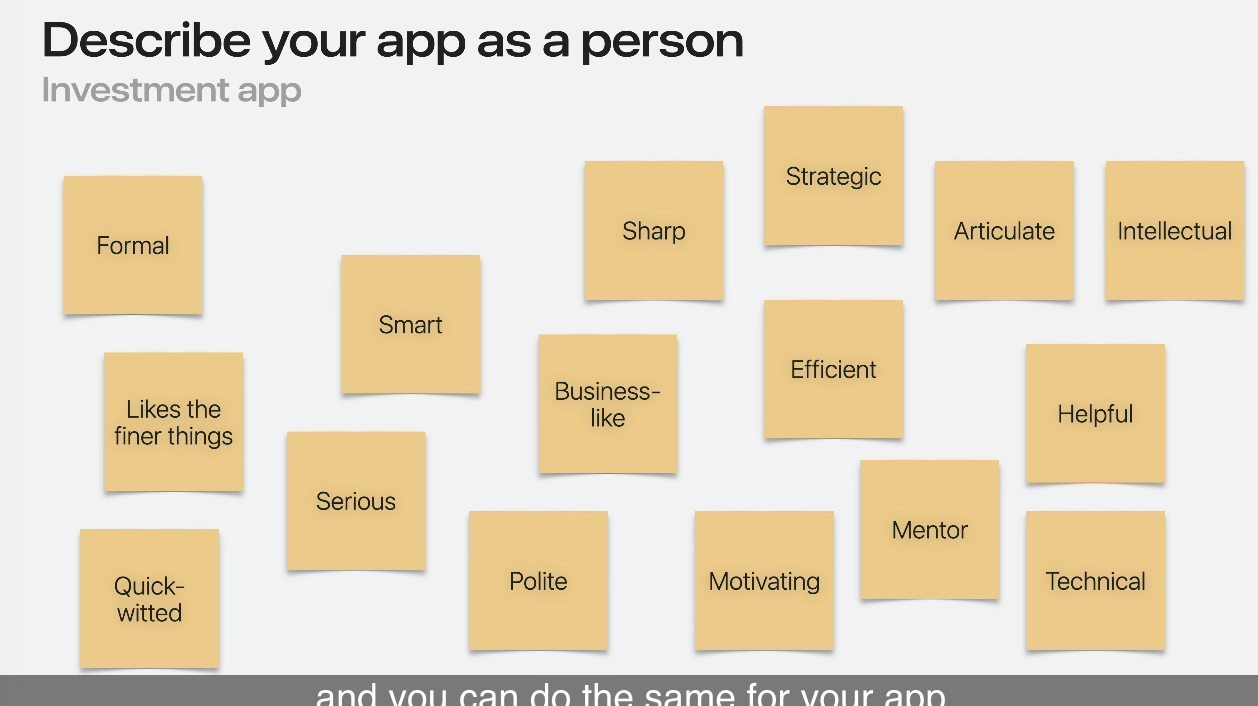 Describe your app as a person
Investment app
Formal
Smart
Sharp
Strategic
Articulate
Intellectual
Likes the
finer things
Serious
Business-
like
Efficient
Helpful
Quick-
witted
Polite
Motivating
Mentor
Technical
and you can do the same for your app